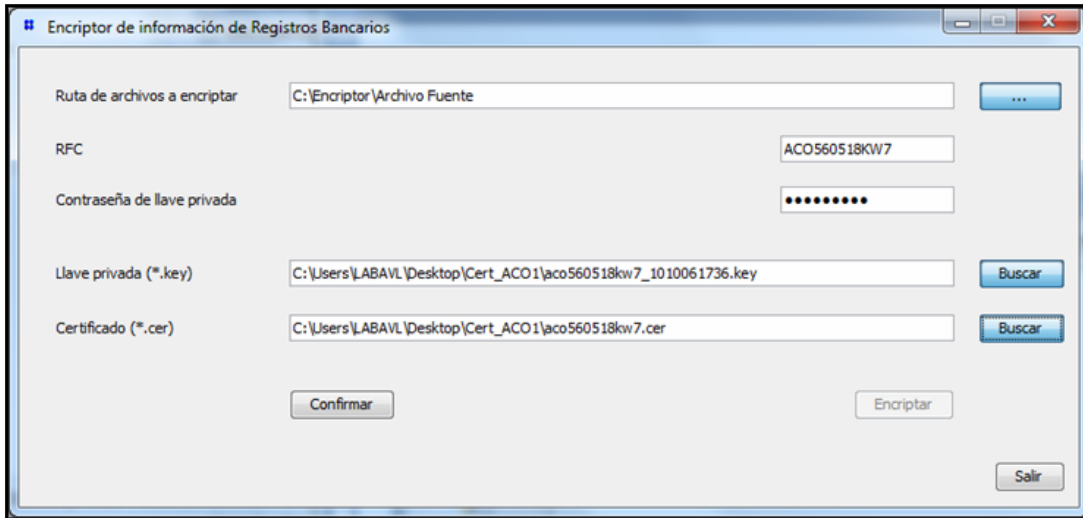 Encriptor de información de Registros Bancarios
Ruta de archivos a encriptar C:\Encriptor\Archivo Fuente ...
RFC ACO560518KW7
Contraseña de llave privada •••••••••
Llave privada (*.key) C:\Users\LABAVL\Desktop\Cert_ACO1\aco560518kw7_1010061736.key Buscar
Certificado (*.cer) C:\Users\LABAVL\Desktop\Cert_ACO1\aco560518kw7.cer Buscar
Confirmar Encriptar
Salir